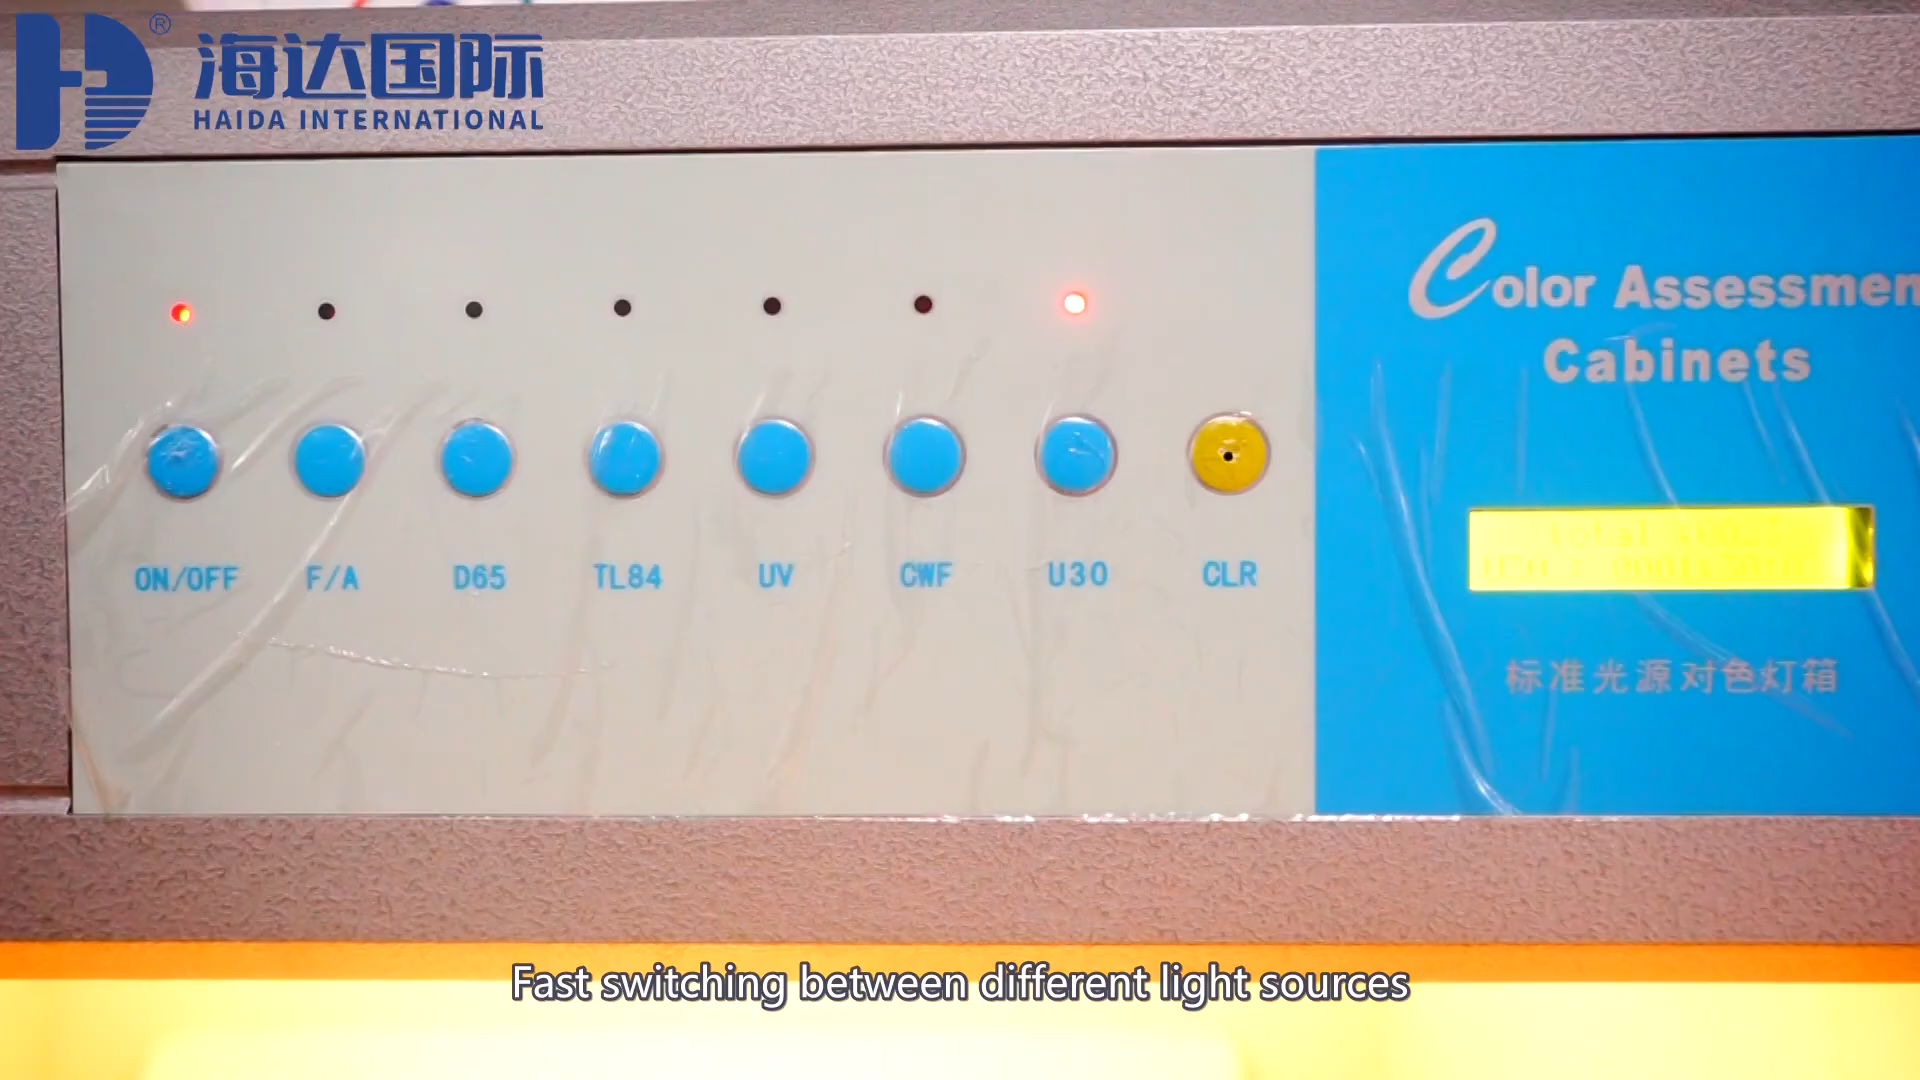 海达国际®
HAIDA INTERNATIONAL
Color Assessmen
Cabinets
ON/OFF F/A D65 TL84 UV CWF U30 CLR
标准光源对色灯箱
Fast switching between different light sources